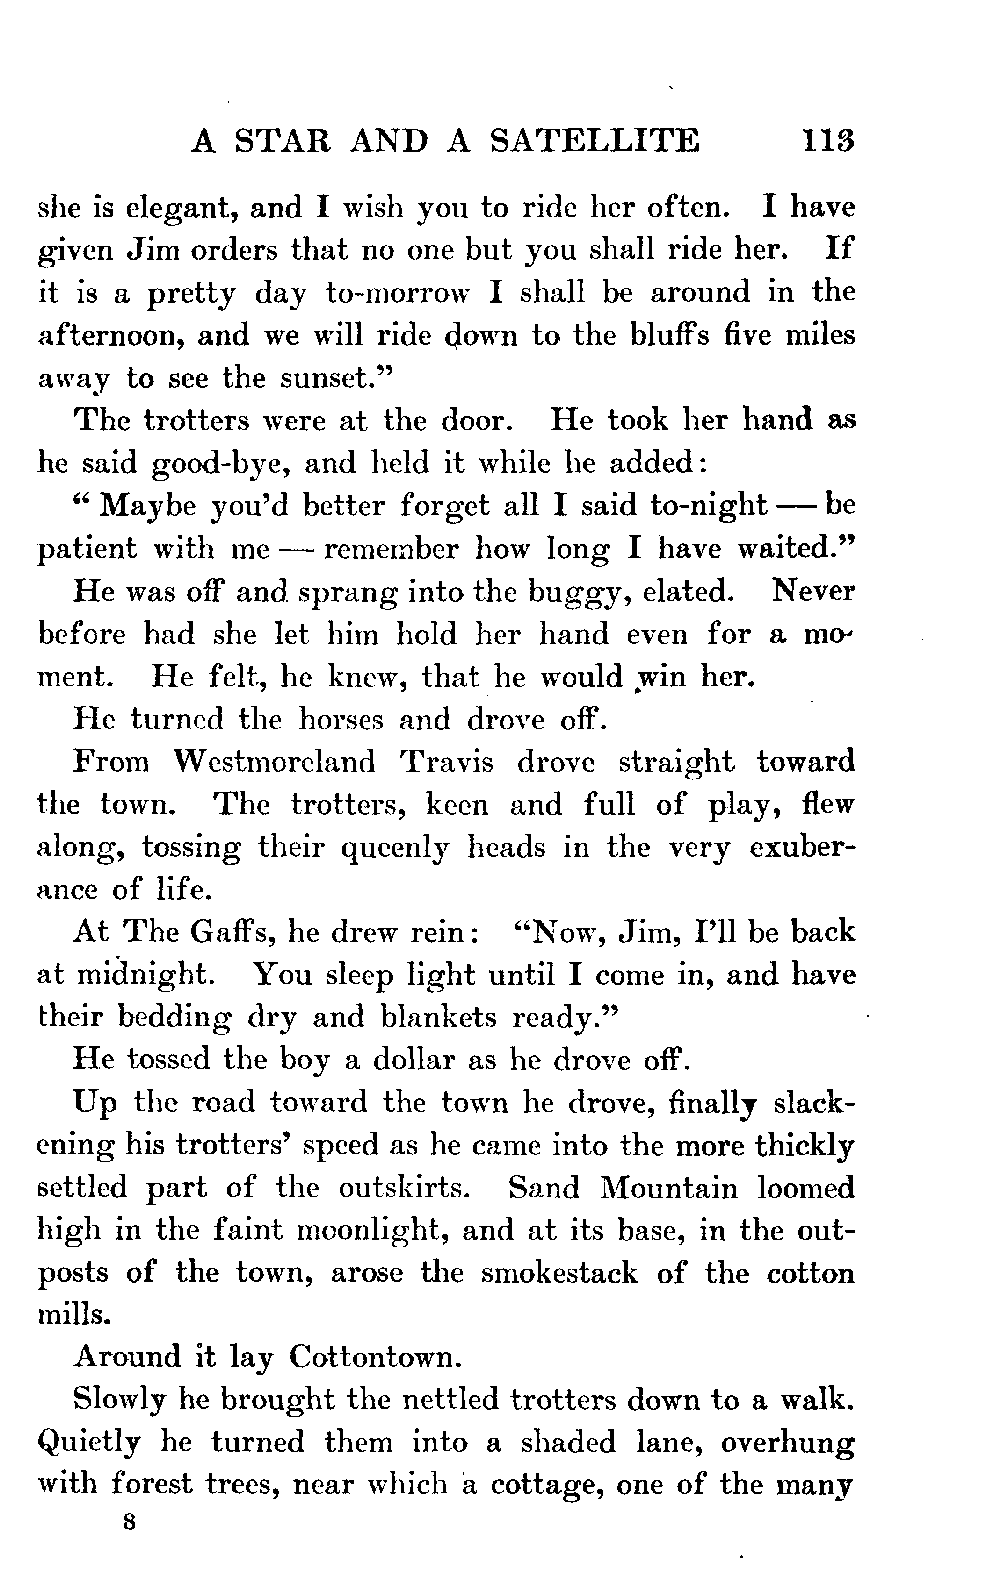 A STAR AND A SATELLITE 113
she is elegant, and I wish you to ride her often. I have
given Jim orders that no one but you shall ride her. If
it is a pretty day to-morrow I shall be around in the
afternoon, and we will ride down to the bluffs five miles
away to see the sunset.”
The trotters were at the door. He took her hand as
he said good-bye, and held it while he added:
“ Maybe you’d better forget all I said to-night — be
patient with me — remember how long I have waited.”
He was off and sprang into the buggy, elated. Never
before had she let him hold her hand even for a mo-
ment. He felt, he knew, that he would win her.
He turned the horses and drove off.
From Westmoreland Travis drove straight toward
the town. The trotters, keen and full of play, flew
along, tossing their queenly heads in the very exuber-
ance of life.
At The Gaffs, he drew rein: “Now, Jim, I’ll be back
at midnight. You sleep light until I come in, and have
their bedding dry and blankets ready.”
He tossed the boy a dollar as he drove off.
Up the road toward the town he drove, finally slack-
ening his trotters’ speed as he came into the more thickly
settled part of the outskirts. Sand Mountain loomed
high in the faint moonlight, and at its base, in the out-
posts of the town, arose the smokestack of the cotton
mills.
Around it lay Cottontown.
Slowly he brought the nettled trotters down to a walk.
Quietly he turned them into a shaded lane, overhung
with forest trees, near which a cottage, one of the many
8